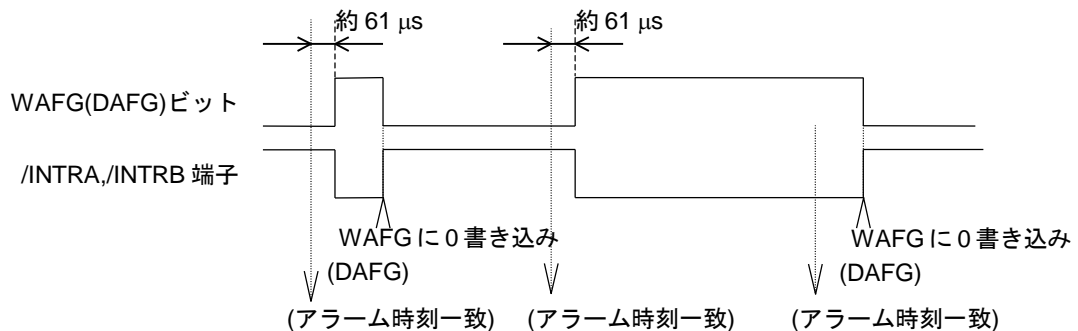 約 61 μs
約 61 μs
WAFG(DAFG)ビット
/INTRA,/INTRB 端子
WAFG に 0 書き込み
(DAFG)
WAFG に 0 書き込み
(DAFG)
(アラーム時刻一致)
(アラーム時刻一致)
(アラーム時刻一致)